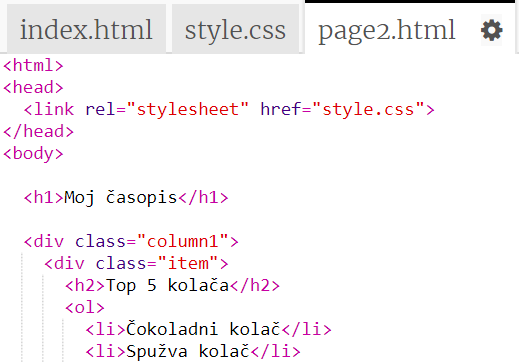 index.html style.css page2.html
<html>
<head>
<link rel="stylesheet" href="style.css">
</head>
<body>
<h1>Moj časopis</h1>
<div class="column1">
<div class="item">
<h2>Top 5 kolača</h2>
<ol>
<li>Čokoladni kolač</li>
<li>Spužva kolač</li>